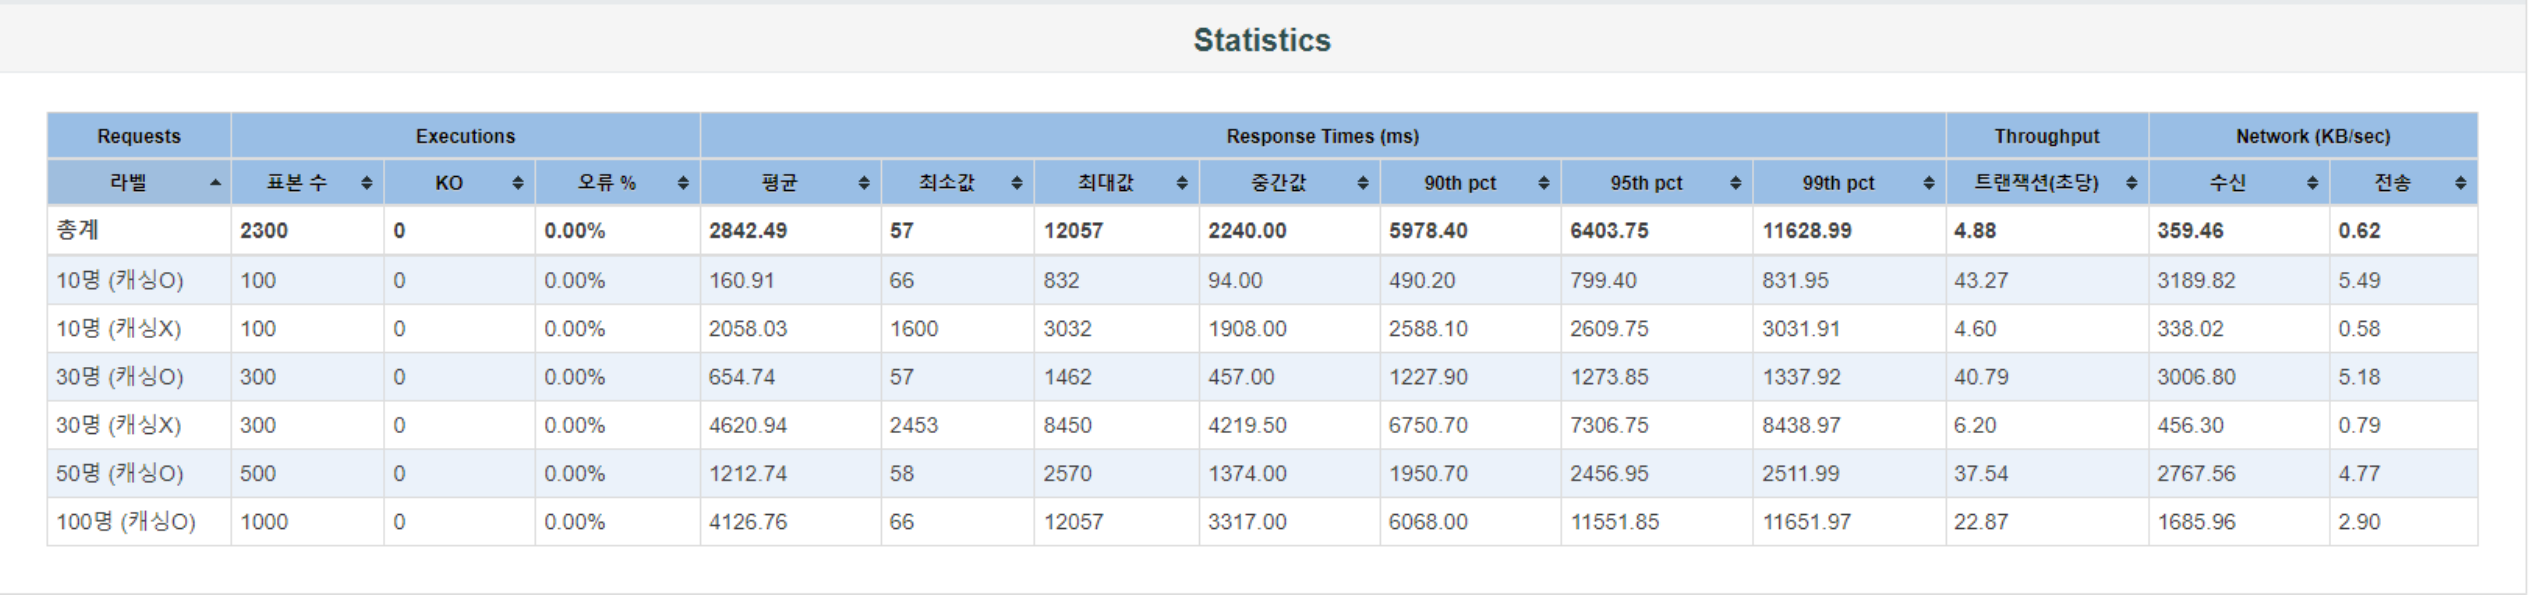 Statistics
Requests Executions Response Times (ms) Throughput Network (KB/sec)
라벨 표본 수 KO 오류 % 평균 최소값 최대값 중간값 90th pct 95th pct 99th pct 트랜잭션(초당) 수신 전송
총계 2300 0 0.00% 2842.49 57 12057 2240.00 5978.40 6403.75 11628.99 4.88 359.46 0.62
10명 (캐싱O) 100 0 0.00% 160.91 66 832 94.00 490.20 799.40 831.95 43.27 3189.82 5.49
10명 (캐싱X) 100 0 0.00% 2058.03 1600 3032 1908.00 2588.10 2609.75 3031.91 4.60 338.02 0.58
30명 (캐싱O) 300 0 0.00% 654.74 57 1462 457.00 1227.90 1273.85 1337.92 40.79 3006.80 5.18
30명 (캐싱X) 300 0 0.00% 4620.94 2453 8450 4219.50 6750.70 7306.75 8438.97 6.20 456.30 0.79
50명 (캐싱O) 500 0 0.00% 1212.74 58 2570 1374.00 1950.70 2456.95 2511.99 37.54 2767.56 4.77
100명 (캐싱O) 1000 0 0.00% 4126.76 66 12057 3317.00 6068.00 11551.85 11651.97 22.87 1685.96 2.90